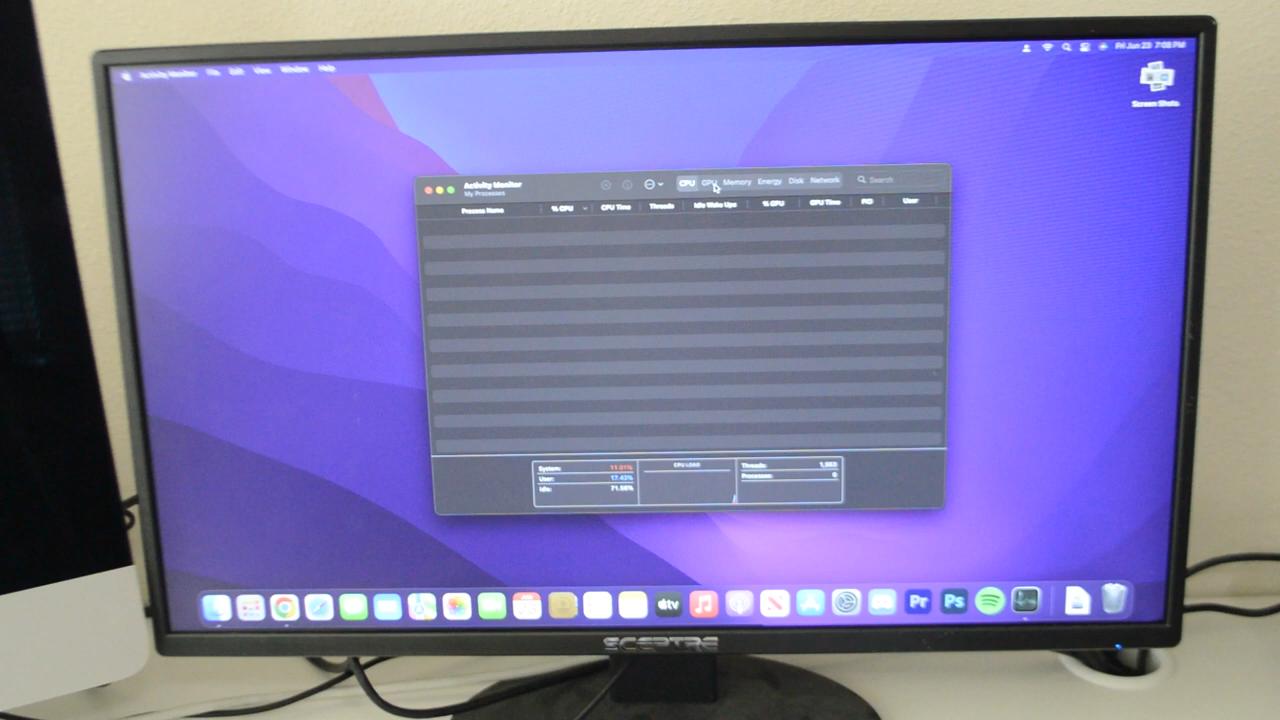 Activity Monitor File Edit View Window Help
Fri Jun 23 7:08 PM
Screen Shots
Activity Monitor
My Processes
CPU GPU Memory Energy Disk Network
Search
Process Name % CPU CPU Time Threads Idle Wake Ups % GPU GPU Time PID User
System: 11.01%
User: 17.43%
Idle: 71.56%
CPU LOAD
Threads:
Processes: 0
tv
Pr
Ps
SCEPTRE